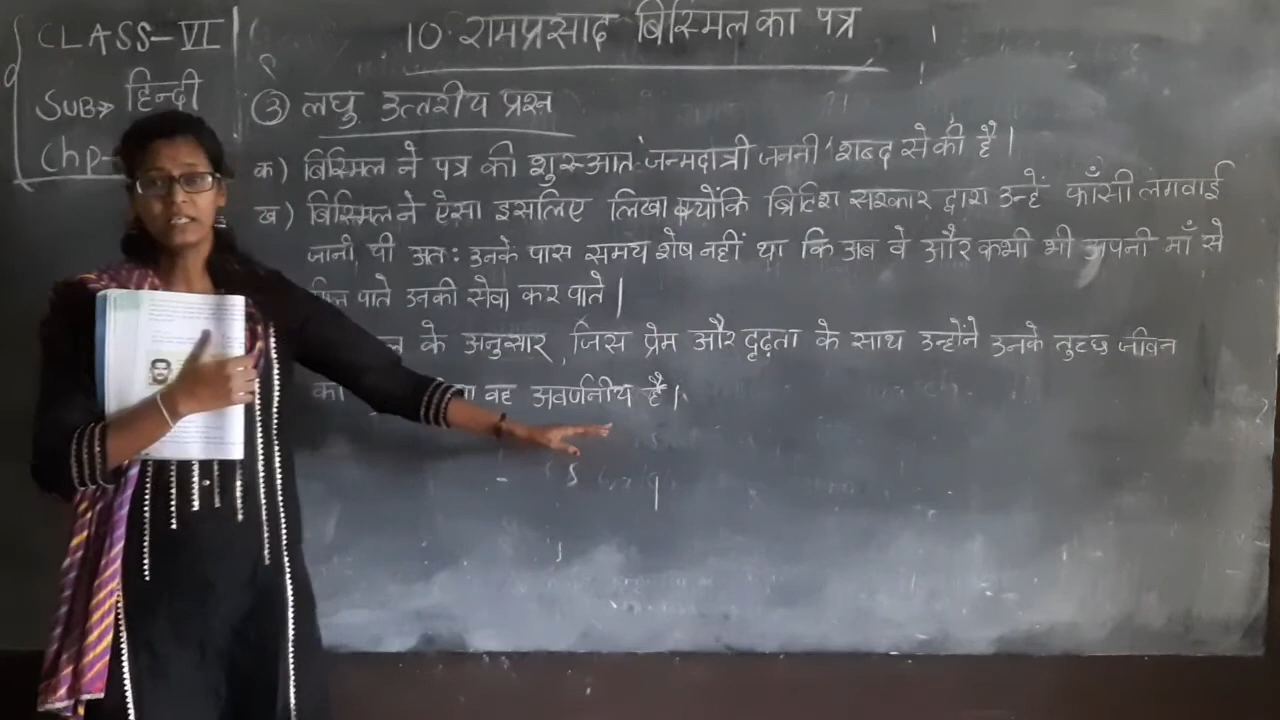 CLASS-VI
SUB→ हिन्दी
Chp-
10. रामप्रसाद बिस्मिल का पत्र
③ लघु उत्तरीय प्रश्न
क) बिस्मिल ने पत्र की शुरुआत 'जन्मदात्री जननी' शब्द से की है।
ख) बिस्मिल ने ऐसा इसलिए लिखा क्योंकि ब्रिटिश सरकार द्वारा उन्हें फाँसी लगवाई
जानी थी अतः उनके पास समय शेष नहीं था कि अब वे और कभी भी अपनी माँ से
पाते उनकी सेवा कर पाते।
के अनुसार, जिस प्रेम और दृढ़ता के साथ उन्होंने उनके तुच्छ जीवन
का वह अवर्णनीय है।